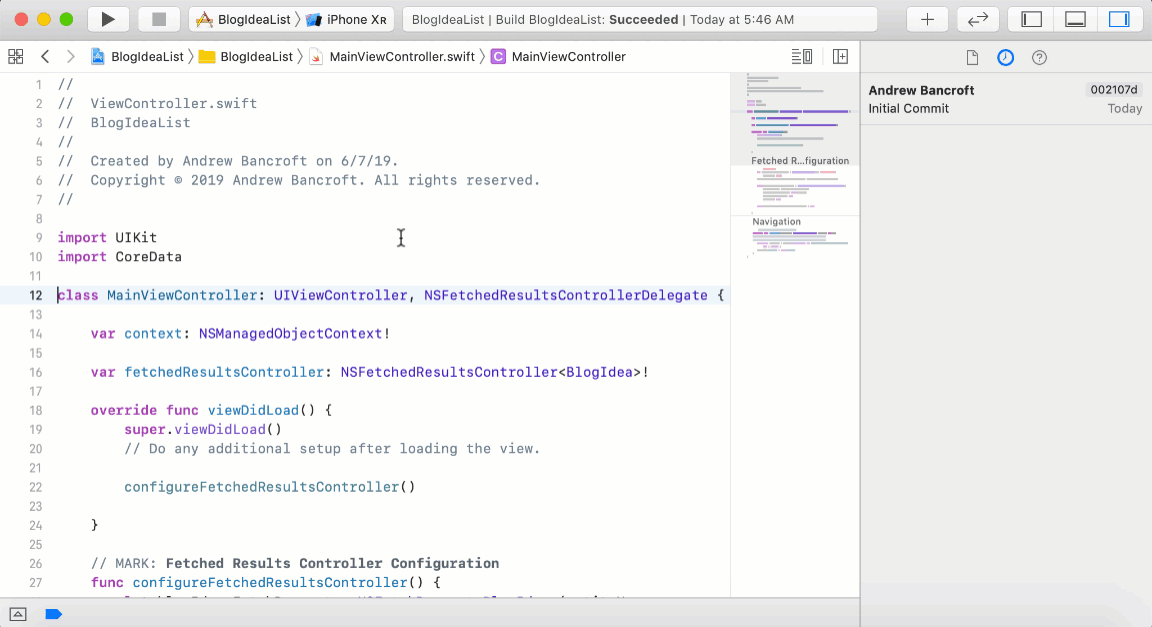 BlogIdeaList 〉 iPhone XR
BlogIdeaList | Build BlogIdeaList: Succeeded | Today at 5:46 AM
BlogIdeaList 〉 BlogIdeaList 〉 MainViewController.swift 〉 C MainViewController
1 //
2 //  ViewController.swift
3 //  BlogIdeaList
4 //
5 //  Created by Andrew Bancroft on 6/7/19.
6 //  Copyright © 2019 Andrew Bancroft. All rights reserved.
7 //
8
9 import UIKit
10 import CoreData
11
12 class MainViewController: UIViewController, NSFetchedResultsControllerDelegate {
13
14     var context: NSManagedObjectContext!
15
16     var fetchedResultsController: NSFetchedResultsController<BlogIdea>!
17
18     override func viewDidLoad() {
19         super.viewDidLoad()
20         // Do any additional setup after loading the view.
21
22         configureFetchedResultsController()
23
24     }
25
26     // MARK: Fetched Results Controller Configuration
27     func configureFetchedResultsController() {
Fetched R...figuration
Navigation
Andrew Bancroft 002107d
Initial Commit Today